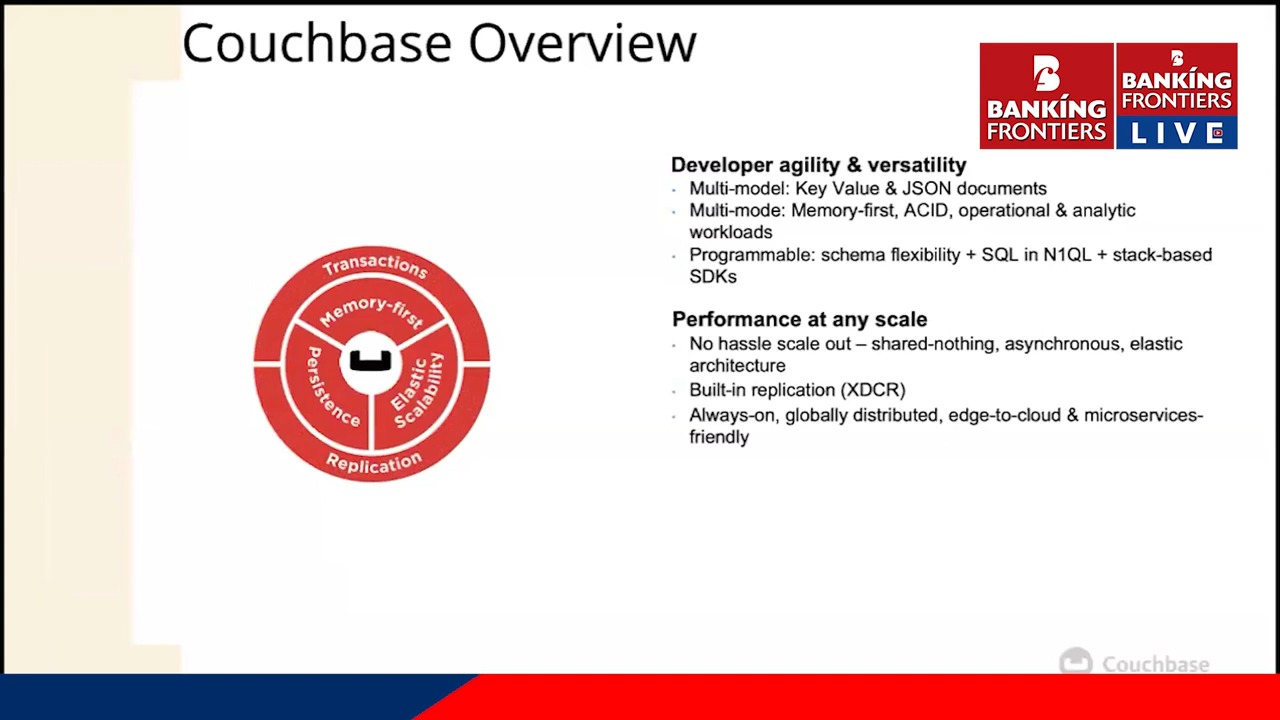 Couchbase Overview
BANKÍNG
FRONTIERS
BANKÍNG
FRONTIERS
LIVE
Developer agility & versatility
· Multi-model: Key Value & JSON documents
· Multi-mode: Memory-first, ACID, operational & analytic
workloads
· Programmable: schema flexibility + SQL in N1QL + stack-based
SDKs
Transactions
Memory-first
Persistence
Elastic
Scalability
Replication
Performance at any scale
· No hassle scale out – shared-nothing, asynchronous, elastic
architecture
· Built-in replication (XDCR)
· Always-on, globally distributed, edge-to-cloud & microservices-
friendly
Couchbase